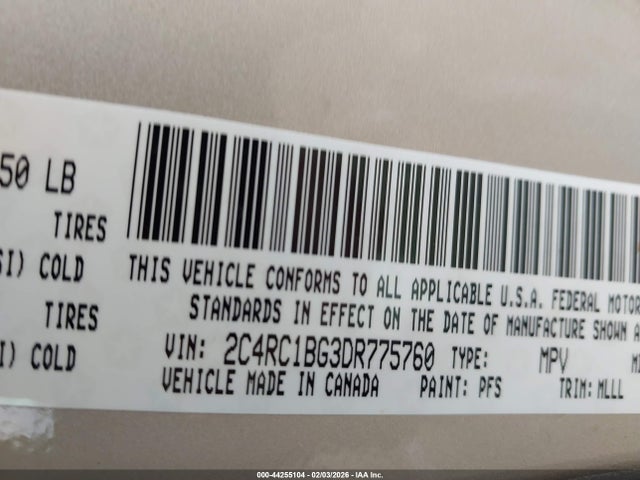 50 LB
TIRES
SI) COLD
TIRES
I) COLD
THIS VEHICLE CONFORMS TO ALL APPLICABLE U.S.A. FEDERAL MOTOR
STANDARDS IN EFFECT ON THE DATE OF MANUFACTURE SHOWN A
VIN: 2C4RC1BG3DR775760 TYPE: MPV
VEHICLE MADE IN CANADA PAINT: PFS TRIM: MLLL
000-44255104 - 02/03/2026 - IAA Inc.